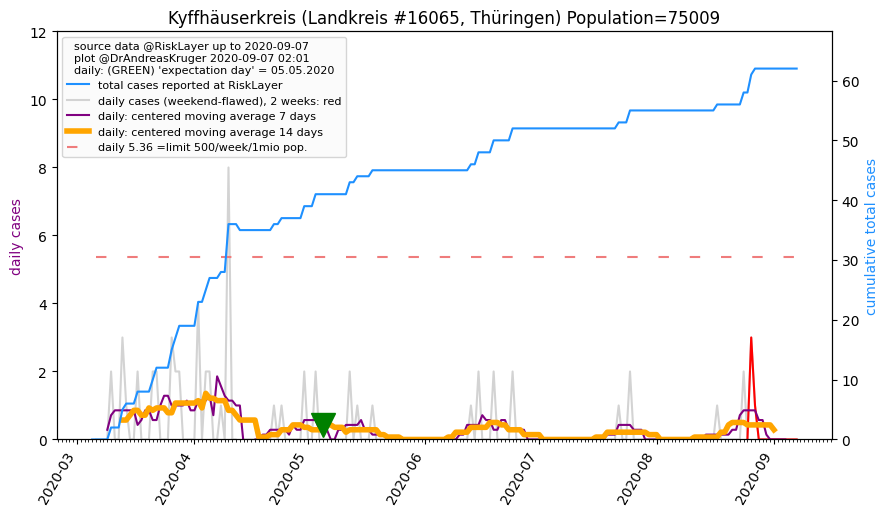 Kyffhäuserkreis (Landkreis #16065, Thüringen) Population=75009
source data @RiskLayer up to 2020-09-07
plot @DrAndreasKruger 2020-09-07 02:01
daily: (GREEN) 'expectation day' = 05.05.2020
total cases reported at RiskLayer
daily cases (weekend-flawed), 2 weeks: red
daily: centered moving average 7 days
daily: centered moving average 14 days
daily 5.36 =limit 500/week/1mio pop.
daily cases
12
10
8
6
4
2
0
cumulative total cases
60
50
40
30
20
10
0
2020-03
2020-04
2020-05
2020-06
2020-07
2020-08
2020-09